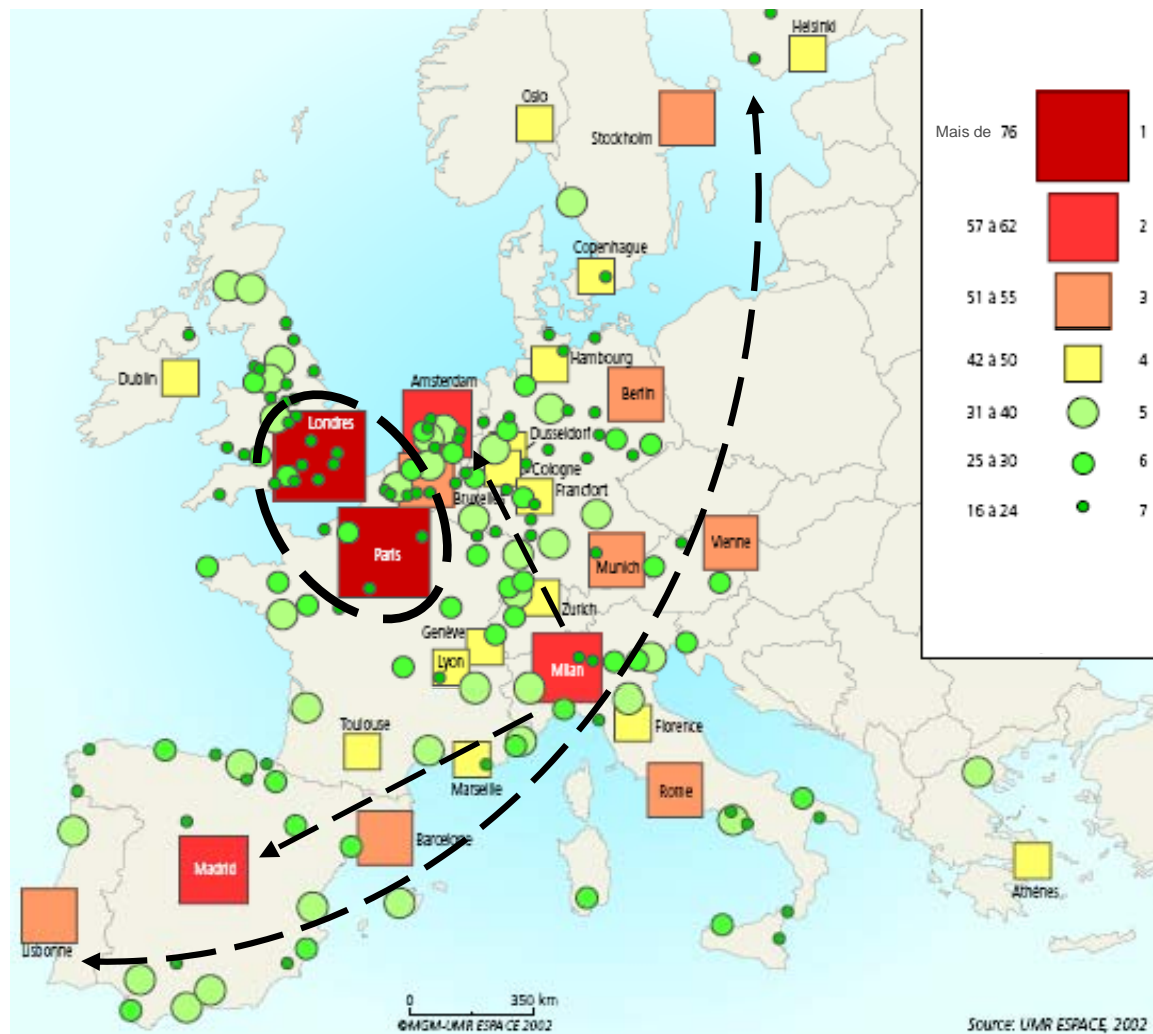 Helsinki
Oslo
Stockholm
Copenhague
Dublin
Hambourg
Amsterdam
Berlin
Londres
Dusseldorf
Cologne
Bruxelles
Francfort
Paris
Munich
Vienne
Zurich
Genève
Lyon
Milan
Toulouse
Florence
Marseille
Rome
Barcelone
Madrid
Athénes
Lisbonne
Mais de 76 1
57 à 62 2
51 à 55 3
42 à 50 4
31 à 40 5
25 à 30 6
16 à 24 7
0 350 km
©MGM-UMR ESPACE 2002
Source: UMR ESPACE, 2002